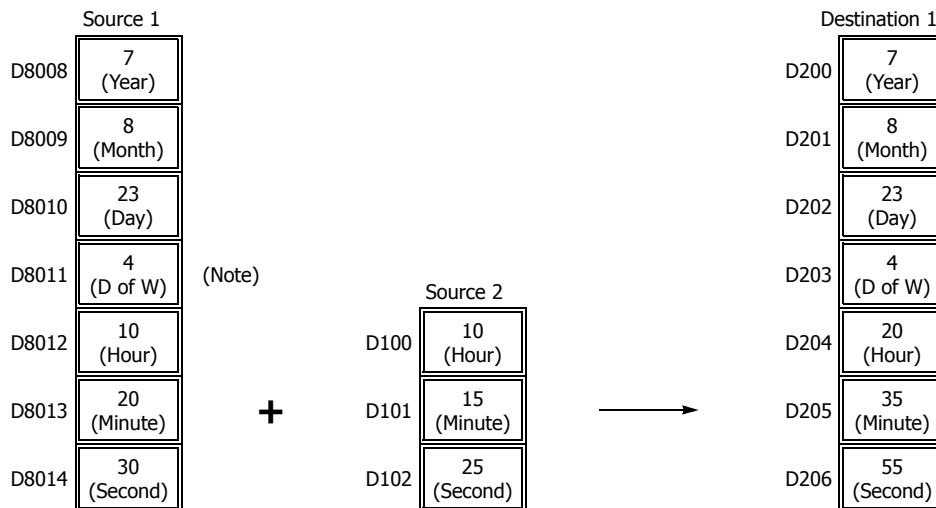 Source 1
Destination 1
D8008
7
(Year)
D200
7
(Year)
D8009
8
(Month)
D201
8
(Month)
D8010
23
(Day)
D202
23
(Day)
D8011
4
(D of W)
(Note)
D203
4
(D of W)
Source 2
D8012
10
(Hour)
D100
10
(Hour)
D204
20
(Hour)
D8013
20
(Minute)
+
D101
15
(Minute)
D205
35
(Minute)
D8014
30
(Second)
D102
25
(Second)
D206
55
(Second)